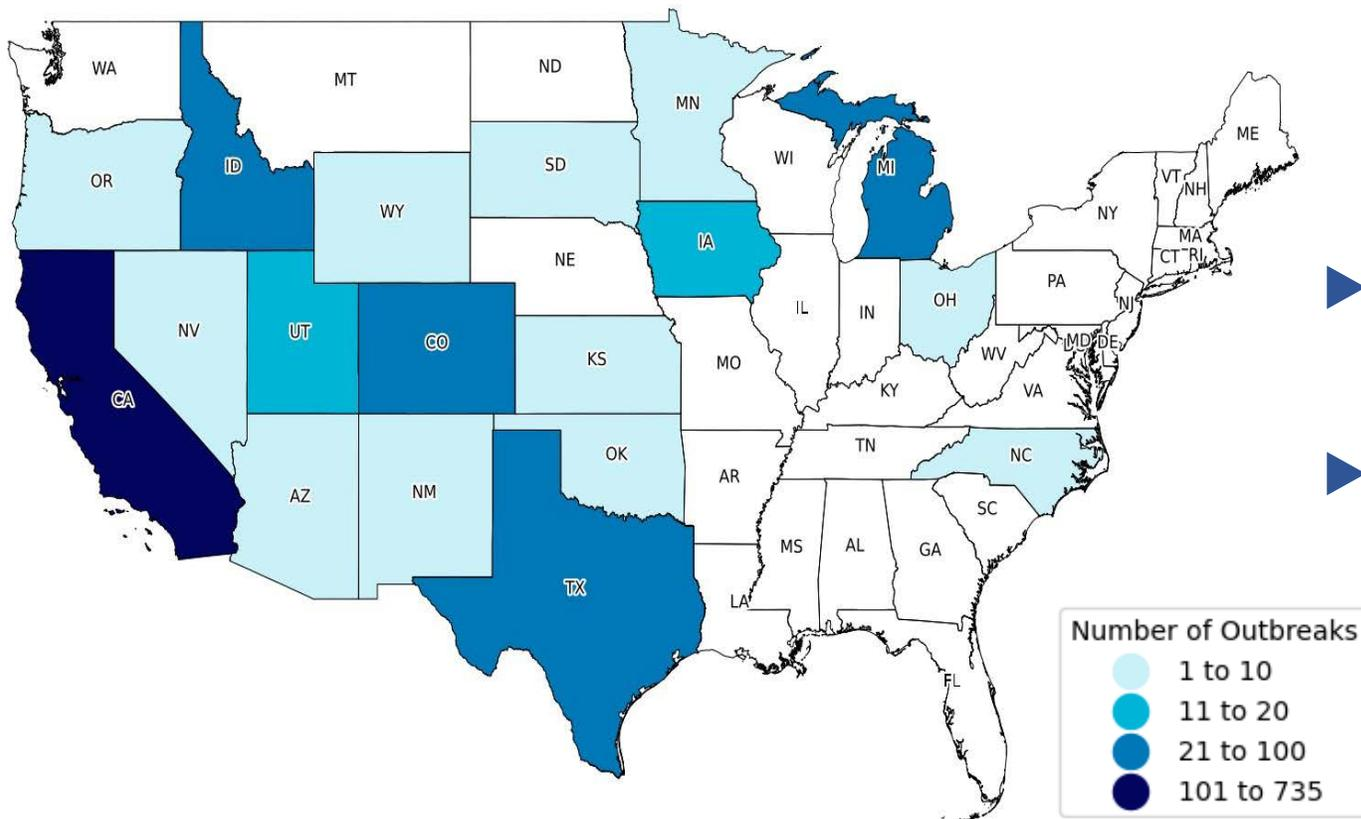 WA
MT
ND
MN
ME
OR
ID
SD
WI
MI
VT
NH
WY
NY
MA
CT
RI
IA
NE
PA
NJ
NV
UT
CO
IL
IN
OH
MD
DE
KS
MO
WV
CA
KY
VA
OK
TN
NC
AZ
NM
AR
SC
MS
AL
GA
TX
LA
FL
Number of Outbreaks
1 to 10
11 to 20
21 to 100
101 to 735